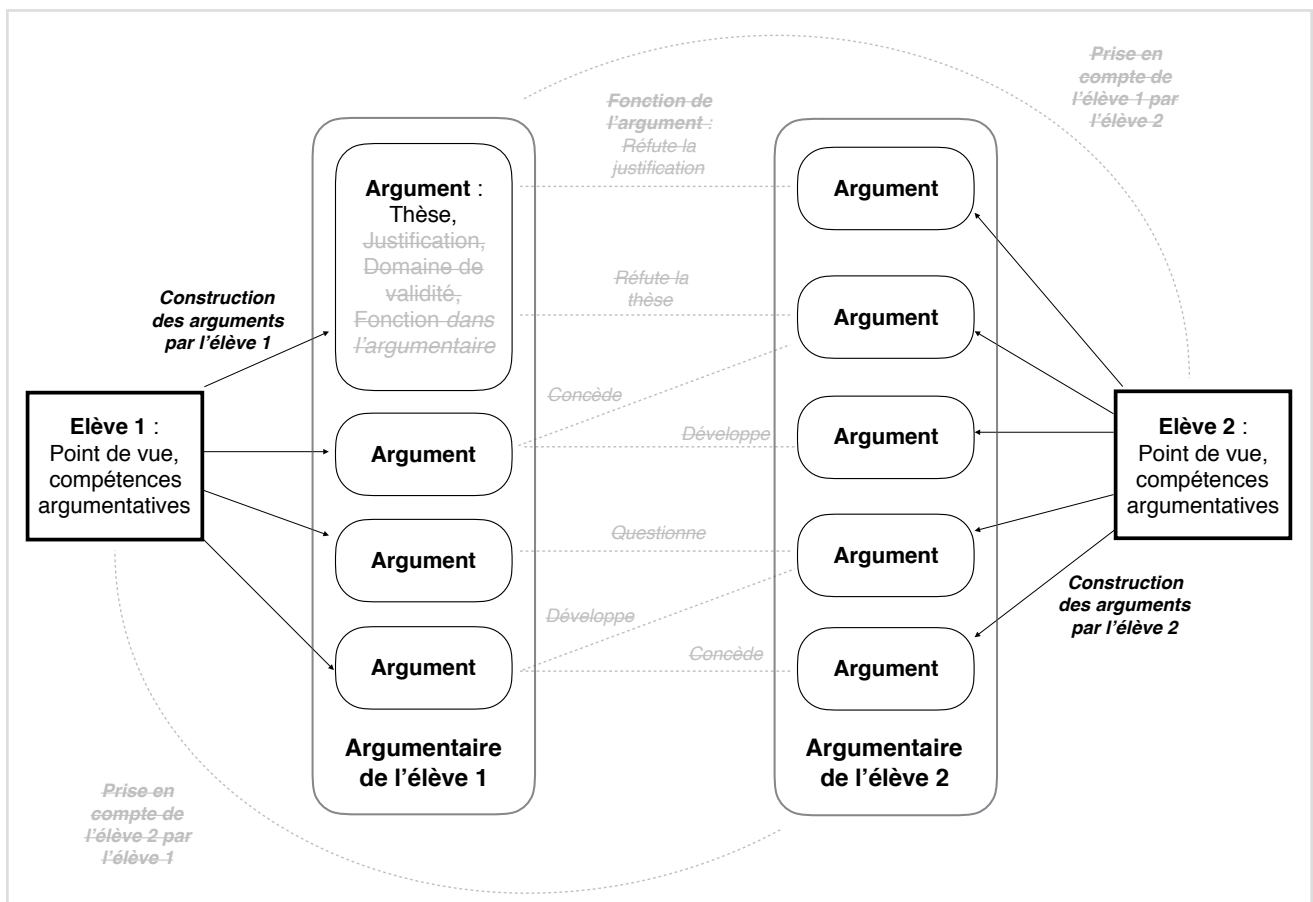 Prise en
compte de
l'élève 1 par
l'élève 2
Fonction de
l'argument :
Réfute la
justification
Argument :
Thèse,
Justification,
Domaine de
validité,
Fonction dans
l'argumentaire
Argument
Réfute la
thèse
Argument
Construction
des arguments
par l'élève 1
Concède
Elève 1 :
Point de vue,
compétences
argumentatives
Argument
Développe
Argument
Elève 2 :
Point de vue,
compétences
argumentatives
Argument
Questionne
Argument
Construction
des arguments
par l'élève 2
Développe
Argument
Concède
Argument
Argumentaire
de l'élève 1
Argumentaire
de l'élève 2
Prise en
compte de
l'élève 2 par
l'élève 1